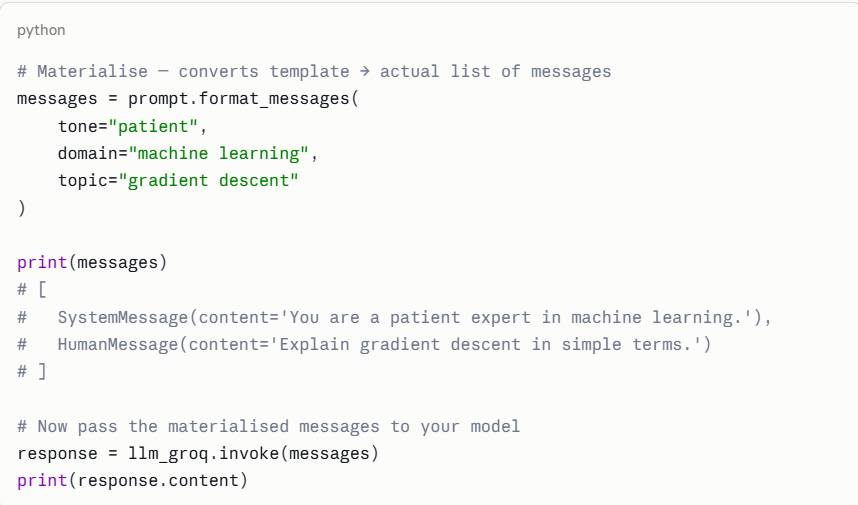 python
# Materialise — converts template → actual list of messages
messages = prompt.format_messages(
    tone="patient",
    domain="machine learning",
    topic="gradient descent"
)
print(messages)
# [
#   SystemMessage(content='You are a patient expert in machine learning.'),
#   HumanMessage(content='Explain gradient descent in simple terms.')
# ]
# Now pass the materialised messages to your model
response = llm_groq.invoke(messages)
print(response.content)